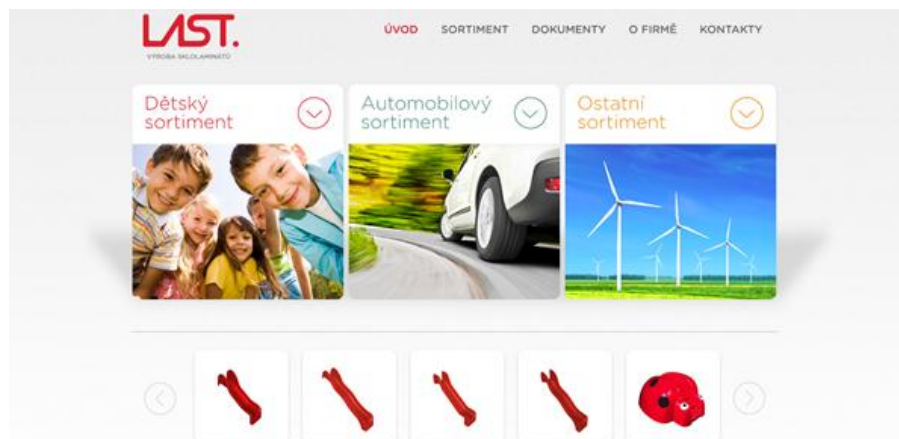 LAST.
VÝROBA SKLOLAMINÁTŮ
ÚVOD SORTIMENT DOKUMENTY O FIRMĚ KONTAKTY
Dětský
sortiment
Automobilový
sortiment
Ostatní
sortiment